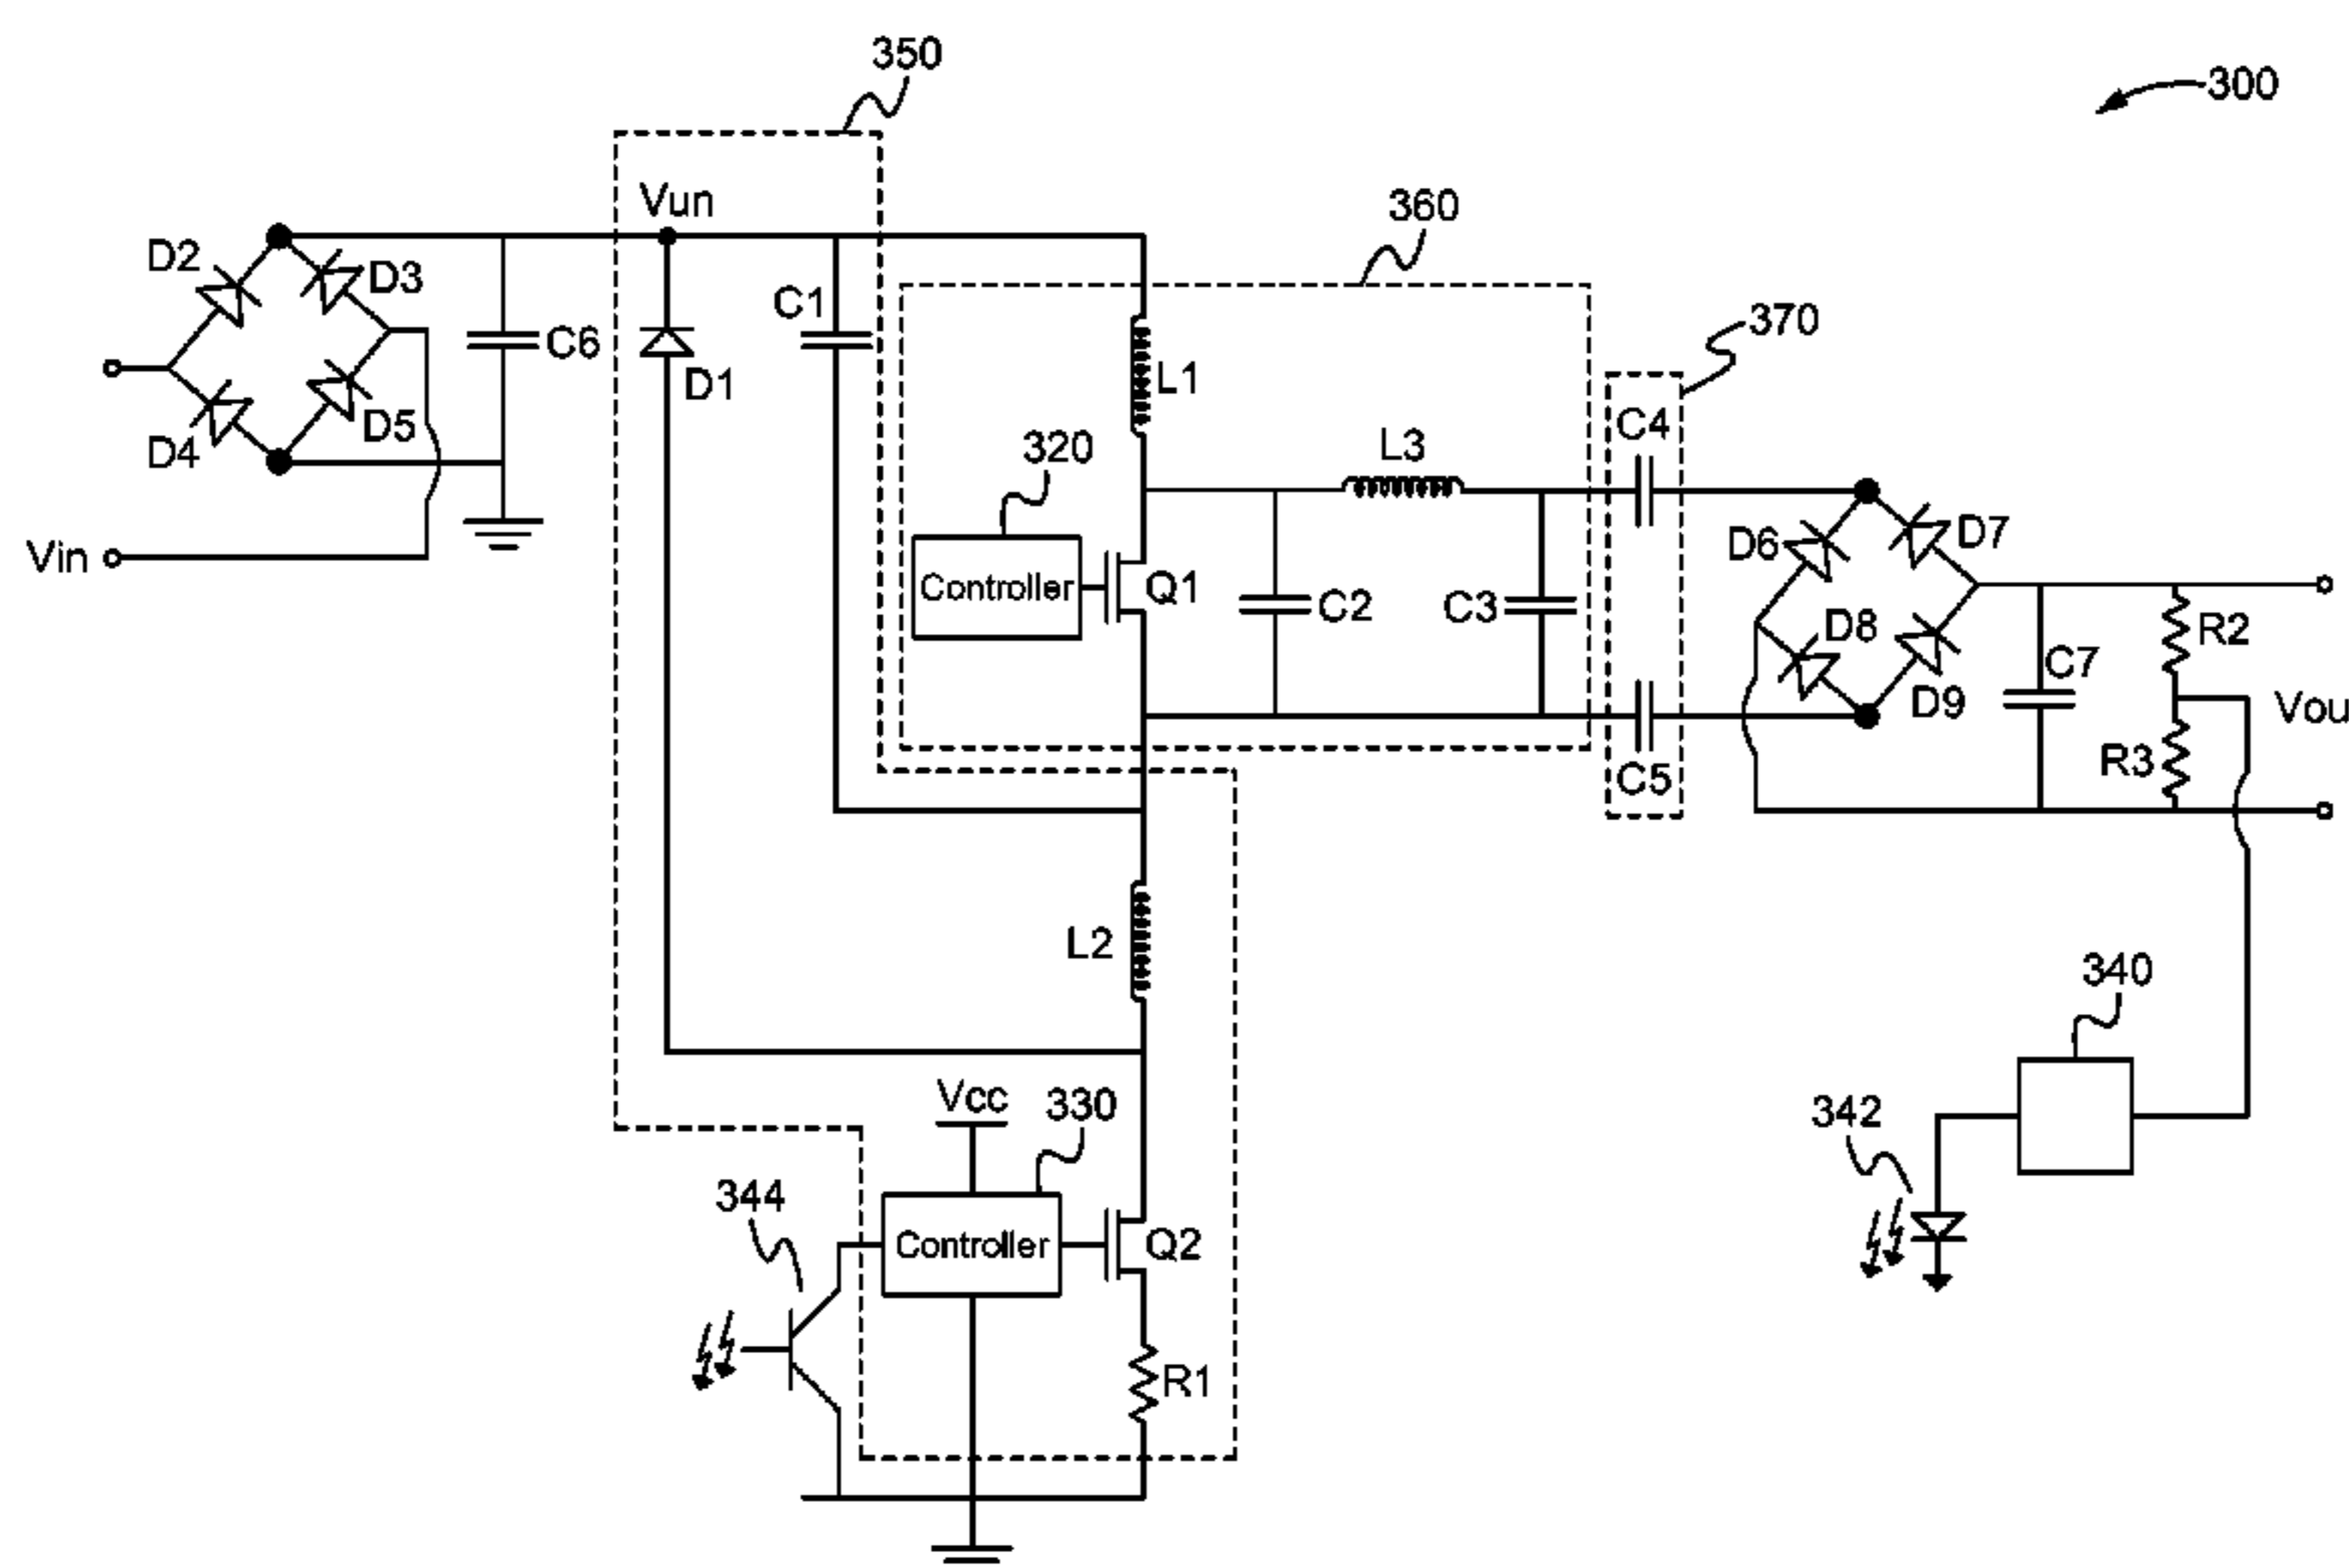 350
300
Vun
360
D2
D3
C1
370
C6
D1
L1
C4
D4
D5
320
L3
Vin
Controller
Q1
C2
C3
D6
D7
D8
R2
C7
D9
Vou
R3
C5
L2
340
Vcc
330
342
344
Controller
Q2
R1